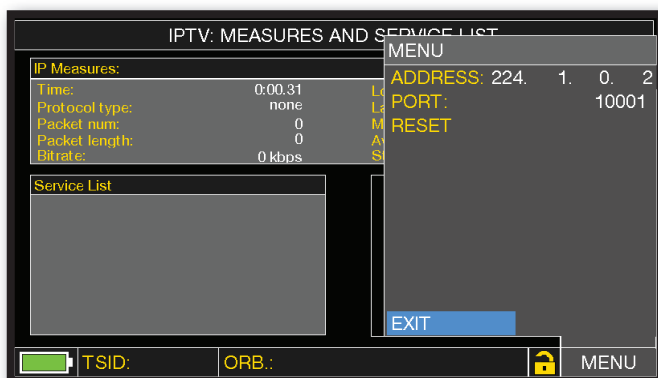 IPTV: MEASURES AND SERVICE LIST
MENU
IP Measures:
ADDRESS: 224. 1. 0. 2
Time: 0:00.31
PORT: 10001
Protocol type: none
Packet num: 0
RESET
Packet length: 0
Bitrate: 0 kbps
Service List
EXIT
TSID:
ORB.:
MENU